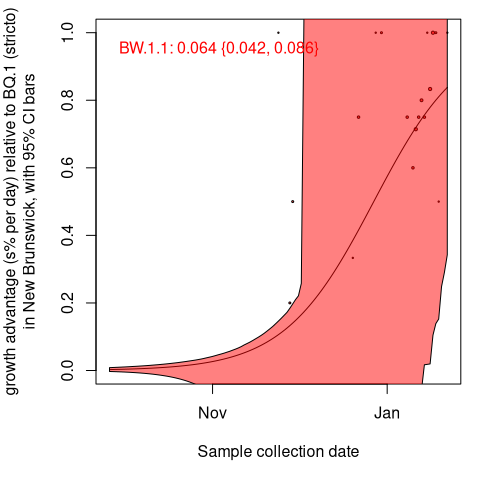 growth advantage (s% per day) relative to BQ.1 (stricto)
in New Brunswick, with 95% CI bars
BW.1.1: 0.064 {0.042, 0.086}
1.0
0.8
0.6
0.4
0.2
0.0
Nov Jan
Sample collection date